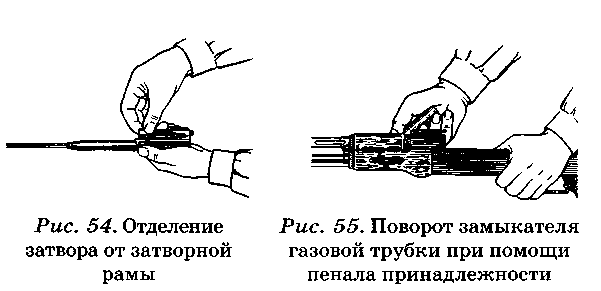 Рис. 54. Отделение
затвора от затворной
рамы
Рис. 55. Поворот замыкателя
газовой трубки при помощи
пенала принадлежности